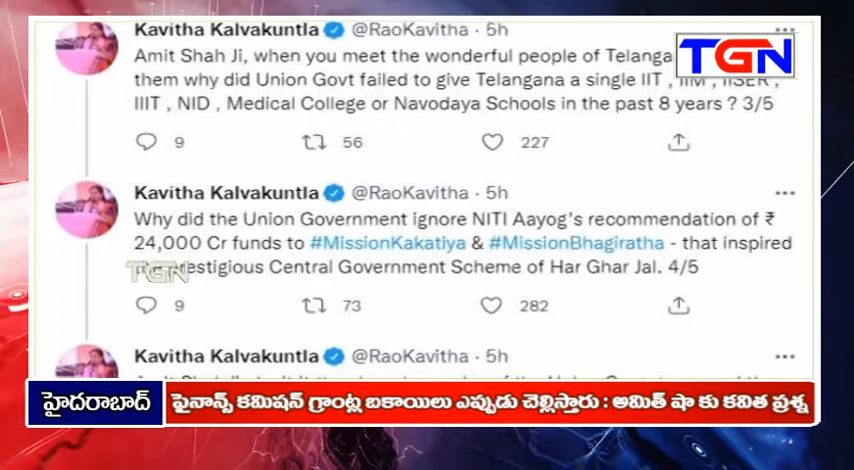 Kavitha Kalvakuntla @RaoKavitha · 5h
TGN
Amit Shah Ji, when you meet the wonderful people of
them why did Union Govt failed to give Telangana a single IIT , IIM , IISER ,
IIIT , NID , Medical College or Navodaya Schools in the past 8 years ? 3/5
9 56 227
Kavitha Kalvakuntla @RaoKavitha · 5h
Why did the Union Government ignore NITI Aayog's recommendation of ₹
24,000 Cr funds to #MissionKakatiya & #MissionBhagiratha - that inspired
TGN prestigious Central Government Scheme of Har Ghar Jal. 4/5
9 73 282
Kavitha Kalvakuntla @RaoKavitha · 5h
హైదరాబాద్ ఫైనాన్స్ కమిషన్ గ్రాంట్ల బకాయిలు ఎప్పుడు చెల్లిస్తారు : అమిత్ షా కు కవిత ప్రశ్న